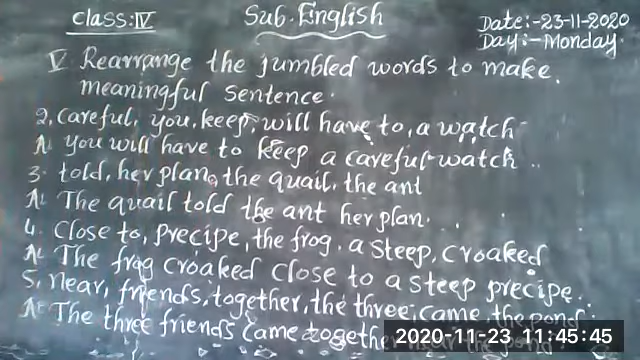 Class:IV Sub.English Date:-23-11-2020
Day:-Monday.
V. Rearrange the jumbled words to make
meaningful sentence.
2, careful, you, keep, will have to, a watch
A. you will have to keep a careful watch
3. told, her plan, the quail, the ant
A. The quail told the ant her plan.
4. Close to, precipe, the frog, a steep, croaked
A. The frog croaked close to a steep precipe.
5, near, friends, together, the three, came, the pond.
A. The three friends came together near the
2020-11-23 11:45:45